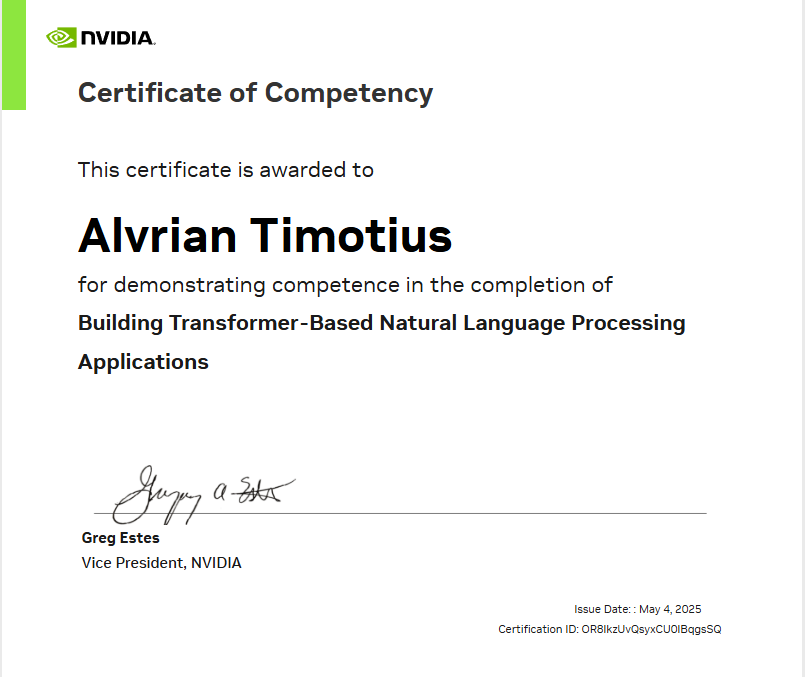 NVIDIA.
Certificate of Competency
This certificate is awarded to
Alvrian Timotius
for demonstrating competence in the completion of
Building Transformer-Based Natural Language Processing
Applications
Gregory A Estes
Greg Estes
Vice President, NVIDIA
Issue Date: : May 4, 2025
Certification ID: OR8IkzUvQsyxCU0IBqgsSQ